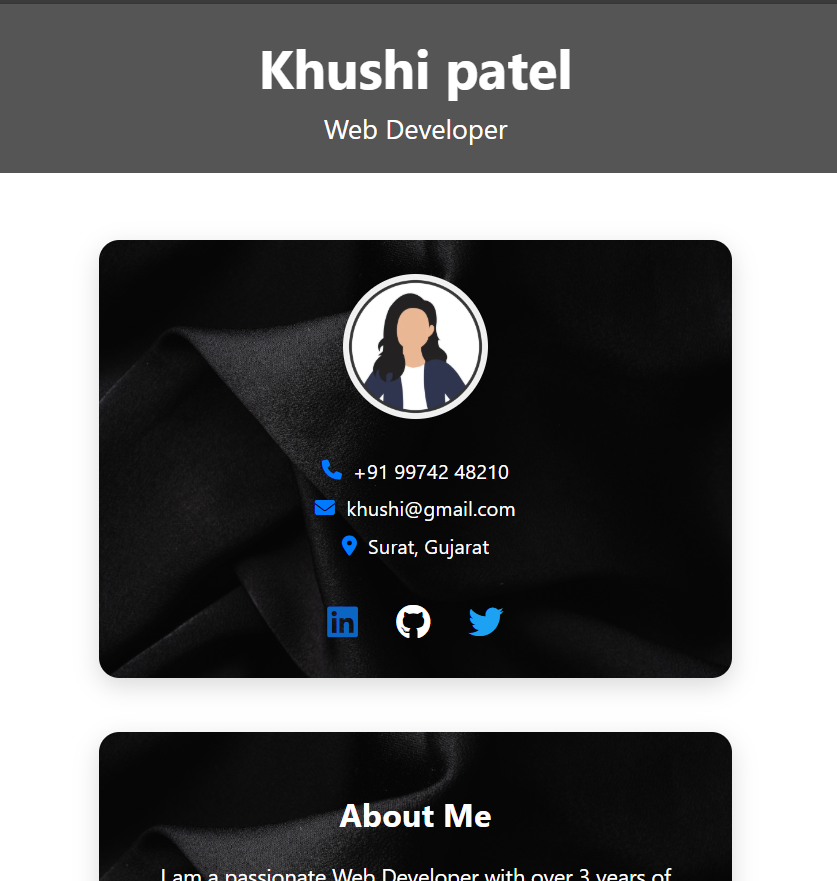 Khushi patel
Web Developer
+91 99742 48210
khushi@gmail.com
Surat, Gujarat
in
About Me
I am a passionate Web Developer with over 3 years of